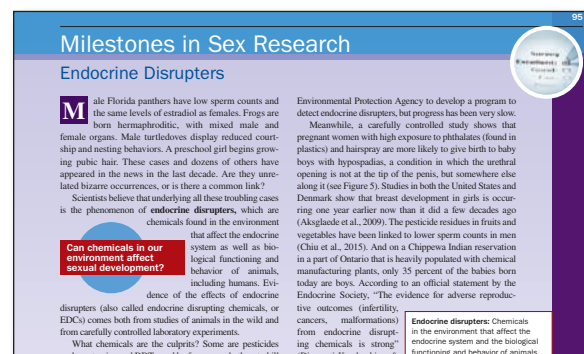 95
Milestones in Sex Research
Endocrine Disrupters
Male Florida panthers have low sperm counts and
the same levels of estradiol as females. Frogs are
born hermaphroditic, with mixed male and
female organs. Male turtledoves display reduced court-
ship and nesting behaviors. A preschool girl begins grow-
ing pubic hair. These cases and dozens of others have
appeared in the news in the last decade. Are they unre-
lated bizarre occurrences, or is there a common link?
Scientists believe that underlying all these troubling cases
is the phenomenon of endocrine disrupters, which are
chemicals found in the environment
that affect the endocrine
system as well as bio-
logical functioning and
behavior of animals,
including humans. Evi-
dence of the effects of endocrine
disrupters (also called endocrine disrupting chemicals, or
EDCs) comes both from studies of animals in the wild and
from carefully controlled laboratory experiments.
What chemicals are the culprits? Some are pesticides
Can chemicals in our
environment affect
sexual development?
Environmental Protection Agency to develop a program to
detect endocrine disrupters, but progress has been very slow.
Meanwhile, a carefully controlled study shows that
pregnant women with high exposure to phthalates (found in
plastics) and hairspray are more likely to give birth to baby
boys with hypospadias, a condition in which the urethral
opening is not at the tip of the penis, but somewhere else
along it (see Figure 5). Studies in both the United States and
Denmark show that breast development in girls is occur-
ring one year earlier now than it did a few decades ago
(Aksglaede et al., 2009). The pesticide residues in fruits and
vegetables have been linked to lower sperm counts in men
(Chiu et al., 2015). And on a Chippewa Indian reservation
in a part of Ontario that is heavily populated with chemical
manufacturing plants, only 35 percent of the babies born
today are boys. According to an official statement by the
Endocrine Society, "The evidence for adverse reproduc-
tive outcomes (infertility,
cancers, malformations)
from endocrine disrupt-
ing chemicals is strong"
Endocrine disrupters: Chemicals
in the environment that affect the
endocrine system and the biological
functioning and behavior of animals,